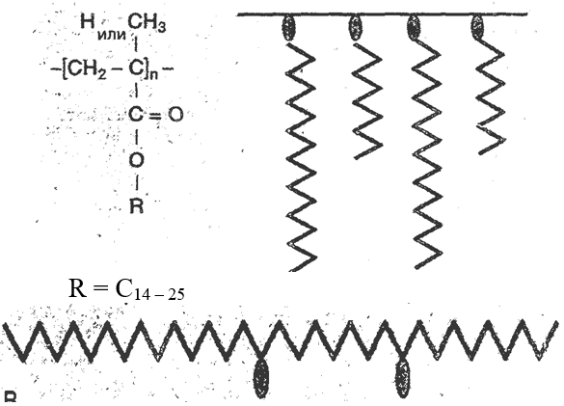 H или CH₃
–[CH₂ – C]ₙ –
C = O
O
R
R = C₁₄ – ₂₅
R